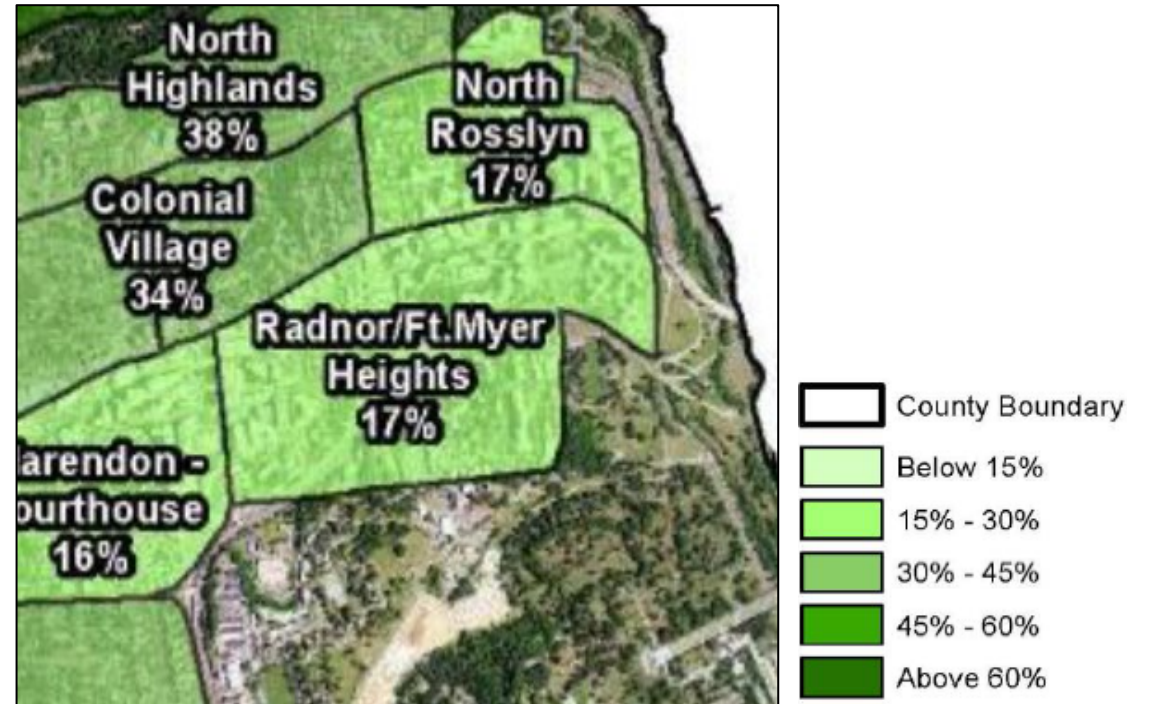 North
Highlands
38%
North
Rosslyn
17%
Colonial
Village
34%
Radnor/Ft.Myer
Heights
17%
larendon -
ourthouse
16%
County Boundary
Below 15%
15% - 30%
30% - 45%
45% - 60%
Above 60%